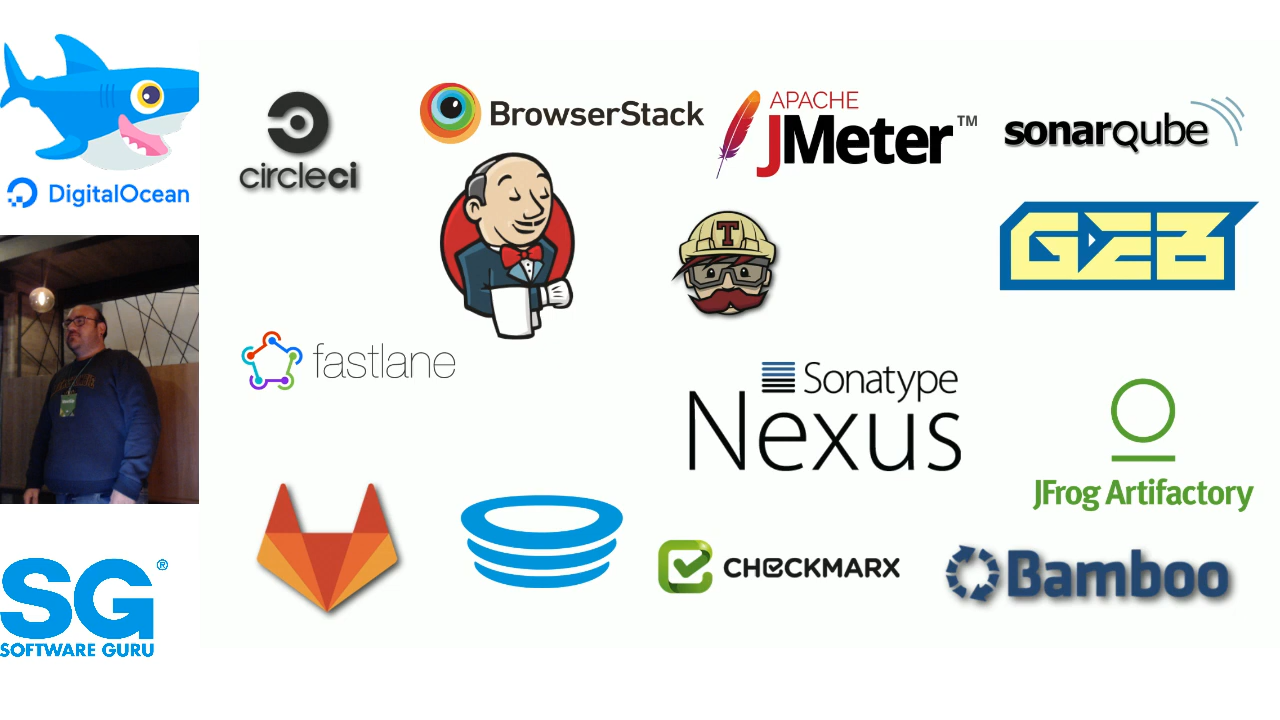 DigitalOcean
circleci
BrowserStack
APACHE
JMeter™
sonarqube
T
GEB
fastlane
Sonatype
Nexus
JFrog Artifactory
CHECKMARX
Bamboo
SG®
SOFTWARE GURU